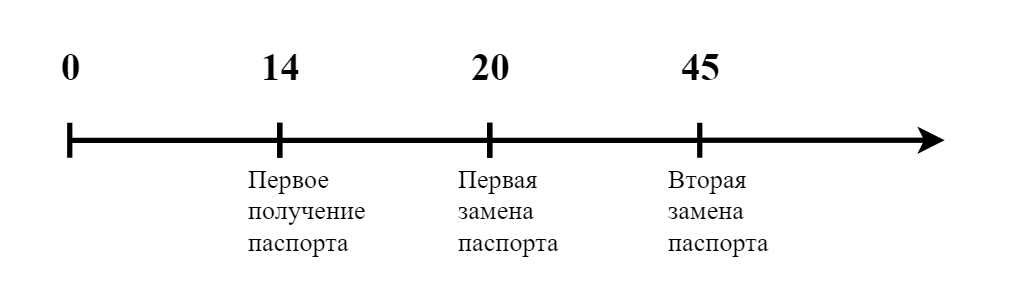 0
14
20
45
Первое
получение
паспорта
Первая
замена
паспорта
Вторая
замена
паспорта